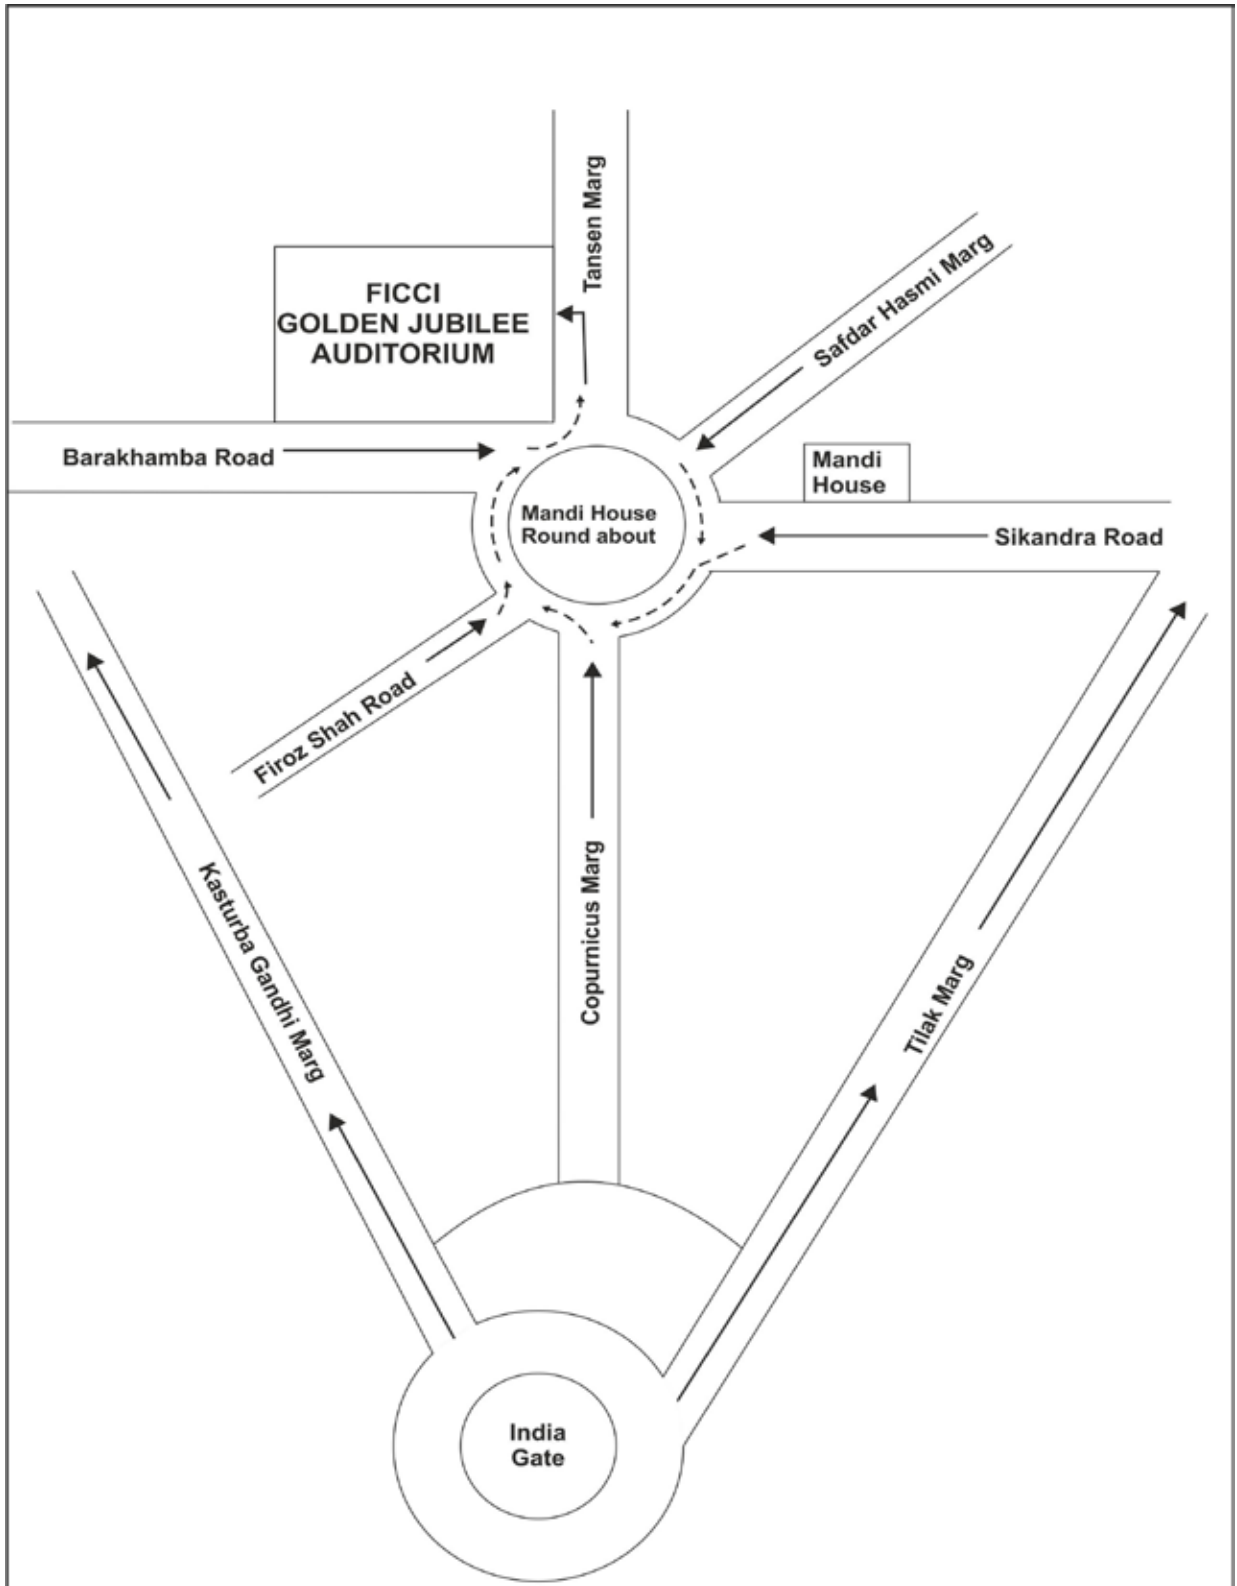 Tansen Marg
Safdar Hasmi Marg
FICCI
GOLDEN JUBILEE
AUDITORIUM
Barakhamba Road
Mandi
House
Mandi House
Round about
Sikandra Road
Firoz Shah Road
Copurnicus Marg
Kasturba Gandhi Marg
Tilak Marg
India
Gate